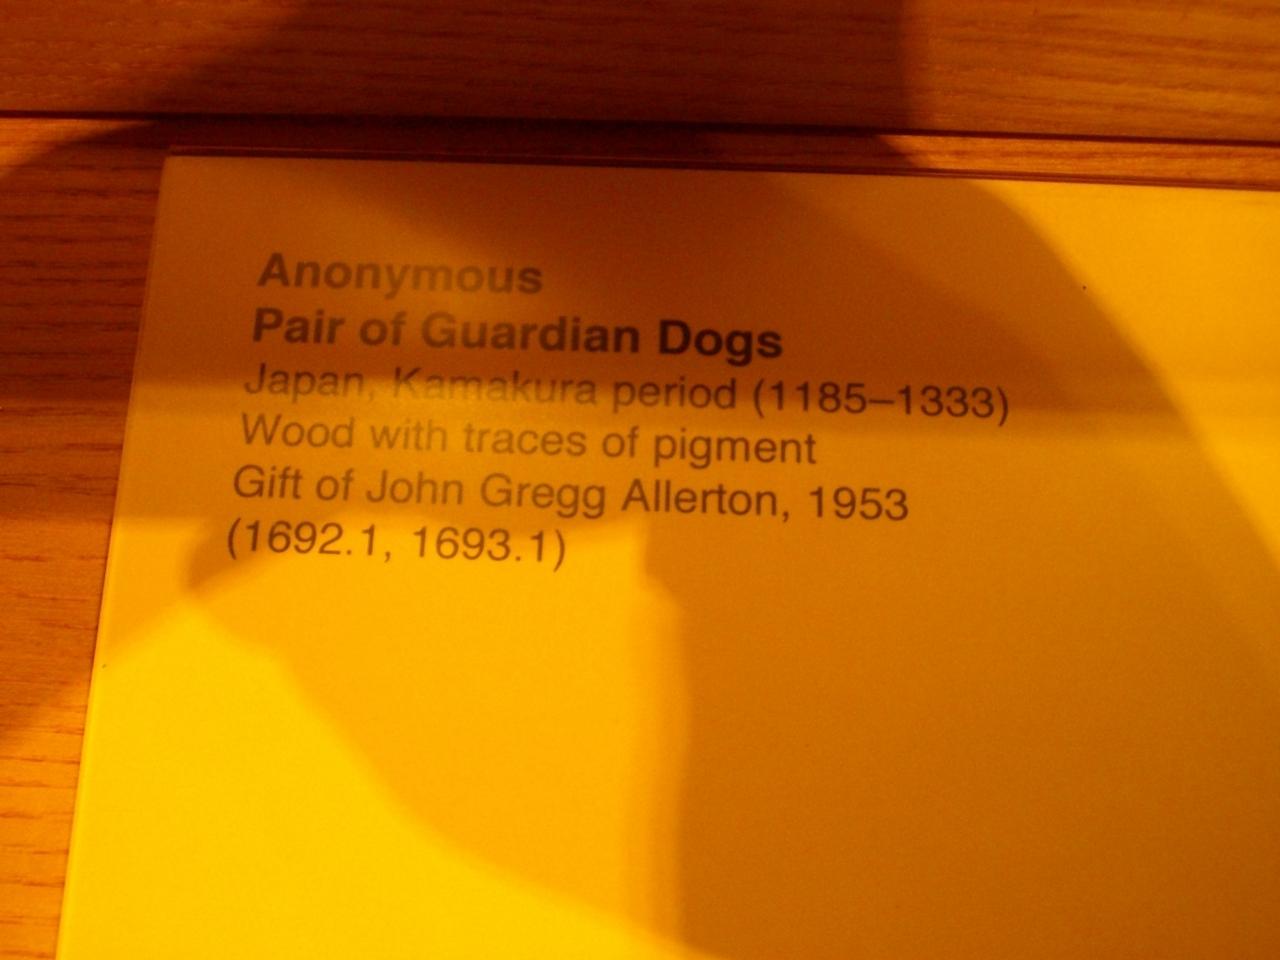 Anonymous
Pair of Guardian Dogs
Japan, Kamakura period (1185–1333)
Wood with traces of pigment
Gift of John Gregg Allerton, 1953
(1692.1, 1693.1)